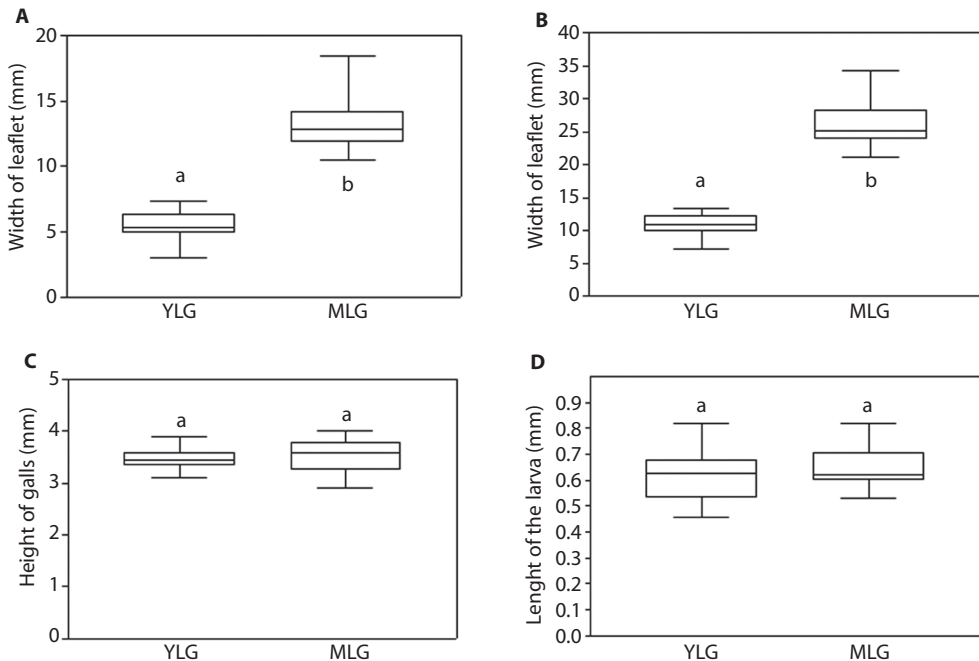 A
Width of leaflet (mm)
20
15
10
5
0
a
b
YLG
MLG
B
Width of leaflet (mm)
40
35
30
25
20
15
10
5
0
a
b
YLG
MLG
C
Height of galls (mm)
5
4
3
2
1
0
a
a
YLG
MLG
D
Lenght of the larva (mm)
0.9
0.8
0.7
0.6
0.5
0.4
0.3
0.2
0.1
0.0
a
a
YLG
MLG